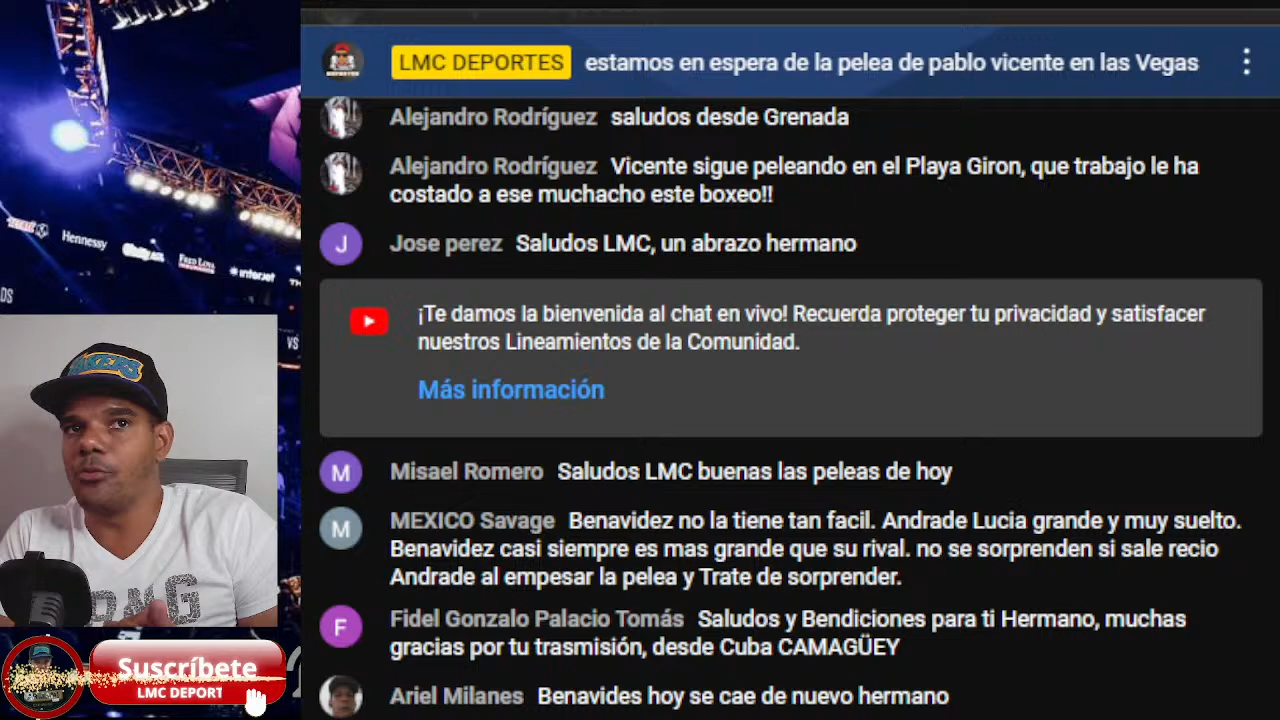 LMC DEPORTES estamos en espera de la pelea de pablo vicente en las Vegas
Alejandro Rodríguez saludos desde Grenada
Alejandro Rodríguez Vicente sigue peleando en el Playa Giron, que trabajo le ha
costado a ese muchacho este boxeo!!
J Jose perez Saludos LMC, un abrazo hermano
¡Te damos la bienvenida al chat en vivo! Recuerda proteger tu privacidad y satisfacer
nuestros Lineamientos de la Comunidad.
Más información
M Misael Romero Saludos LMC buenas las peleas de hoy
M MEXICO Savage Benavidez no la tiene tan facil. Andrade Lucia grande y muy suelto.
Benavidez casi siempre es mas grande que su rival. no se sorprenden si sale recio
Andrade al empesar la pelea y Trate de sorprender.
F Fidel Gonzalo Palacio Tomás Saludos y Bendiciones para ti Hermano, muchas
gracias por tu trasmisión, desde Cuba CAMAGÜEY
Ariel Milanes Benavides hoy se cae de nuevo hermano
Hennessy
FRED LOYA
interjet
VS
LAKERS
Suscríbete
LMC DEPORT